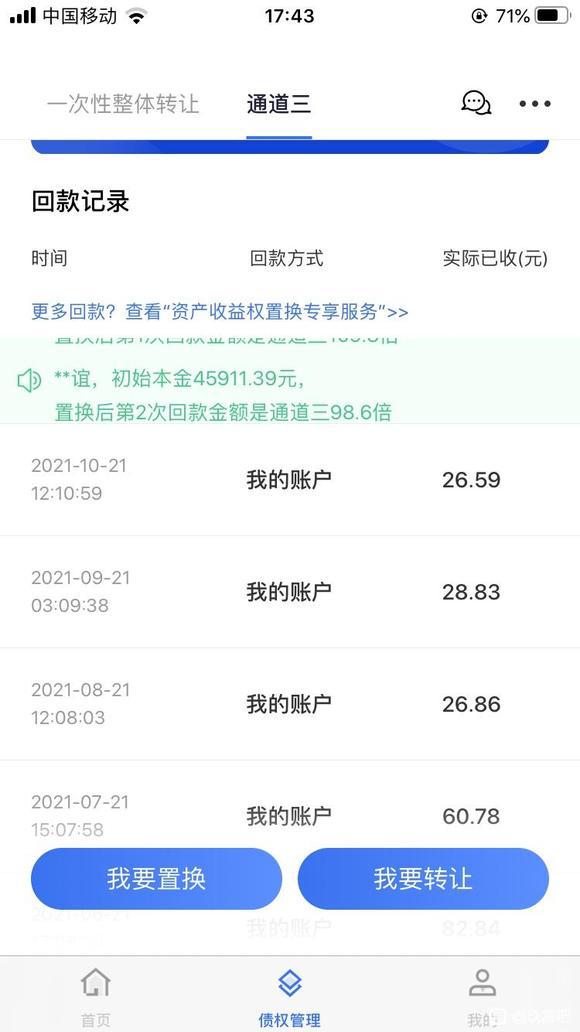 中国移动
17:43
71%
一次性整体转让
通道三
回款记录
时间 回款方式 实际已收(元)
更多回款？查看“资产收益权置换专享服务”>>
**谊，初始本金45911.39元，
置换后第2次回款金额是通道三98.6倍
2021-10-21
12:10:59
我的账户 26.59
2021-09-21
03:09:38
我的账户 28.83
2021-08-21
12:08:03
我的账户 26.86
2021-07-21
15:07:58
我的账户 60.78
我要置换 我要转让
我的账户 82.84
首页 债权管理 我的